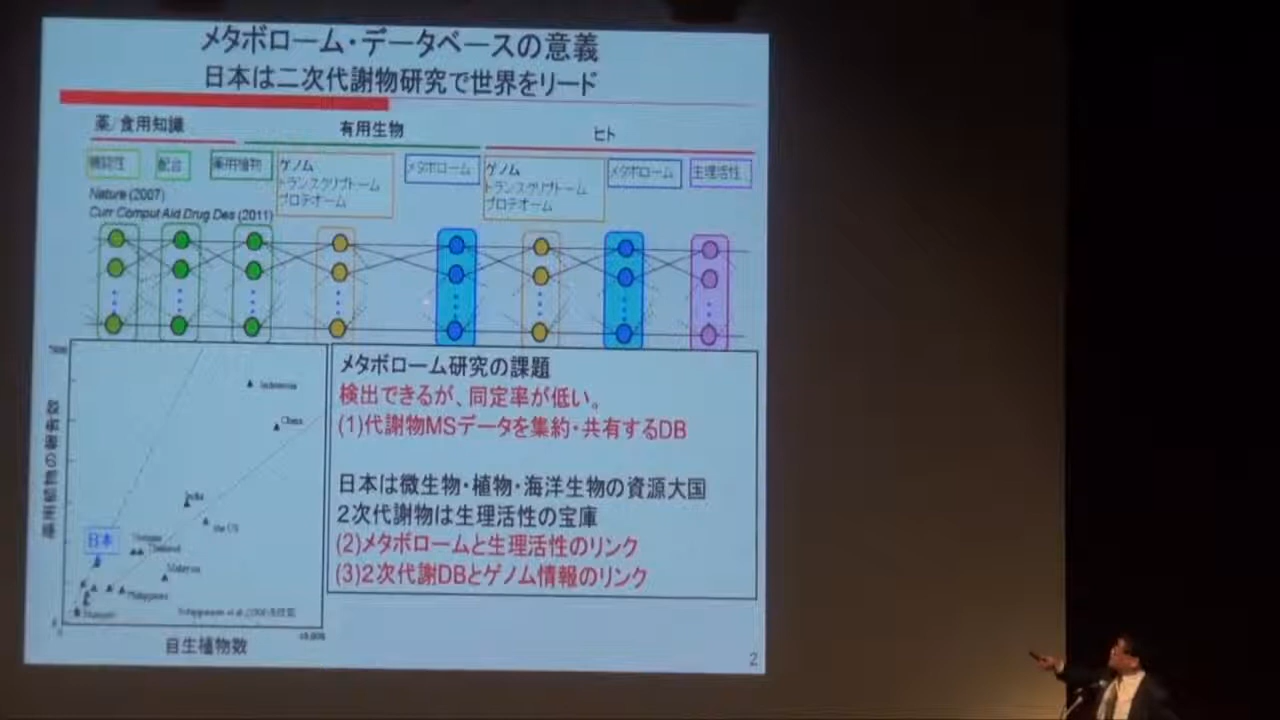 メタボローム・データベースの意義
日本は二次代謝物研究で世界をリード
薬/食用知識
有用生物
ヒト
機能性
配合
薬用植物
ゲノム
トランスクリプトーム
プロテオーム
メタボローム
ゲノム
トランスクリプトーム
プロテオーム
メタボローム
生理活性
Nature (2007)
Curr Comput Aid Drug Des (2011)
メタボローム研究の課題
検出できるが、同定率が低い。
(1)代謝物MSデータを集約・共有するDB
日本は微生物・植物・海洋生物の資源大国
2次代謝物は生理活性の宝庫
(2)メタボロームと生理活性のリンク
(3)2次代謝DBとゲノム情報のリンク
Indonesia
China
India
the US
日本
Vietnam
Thailand
Malaysia
Philippines
自生植物数
2